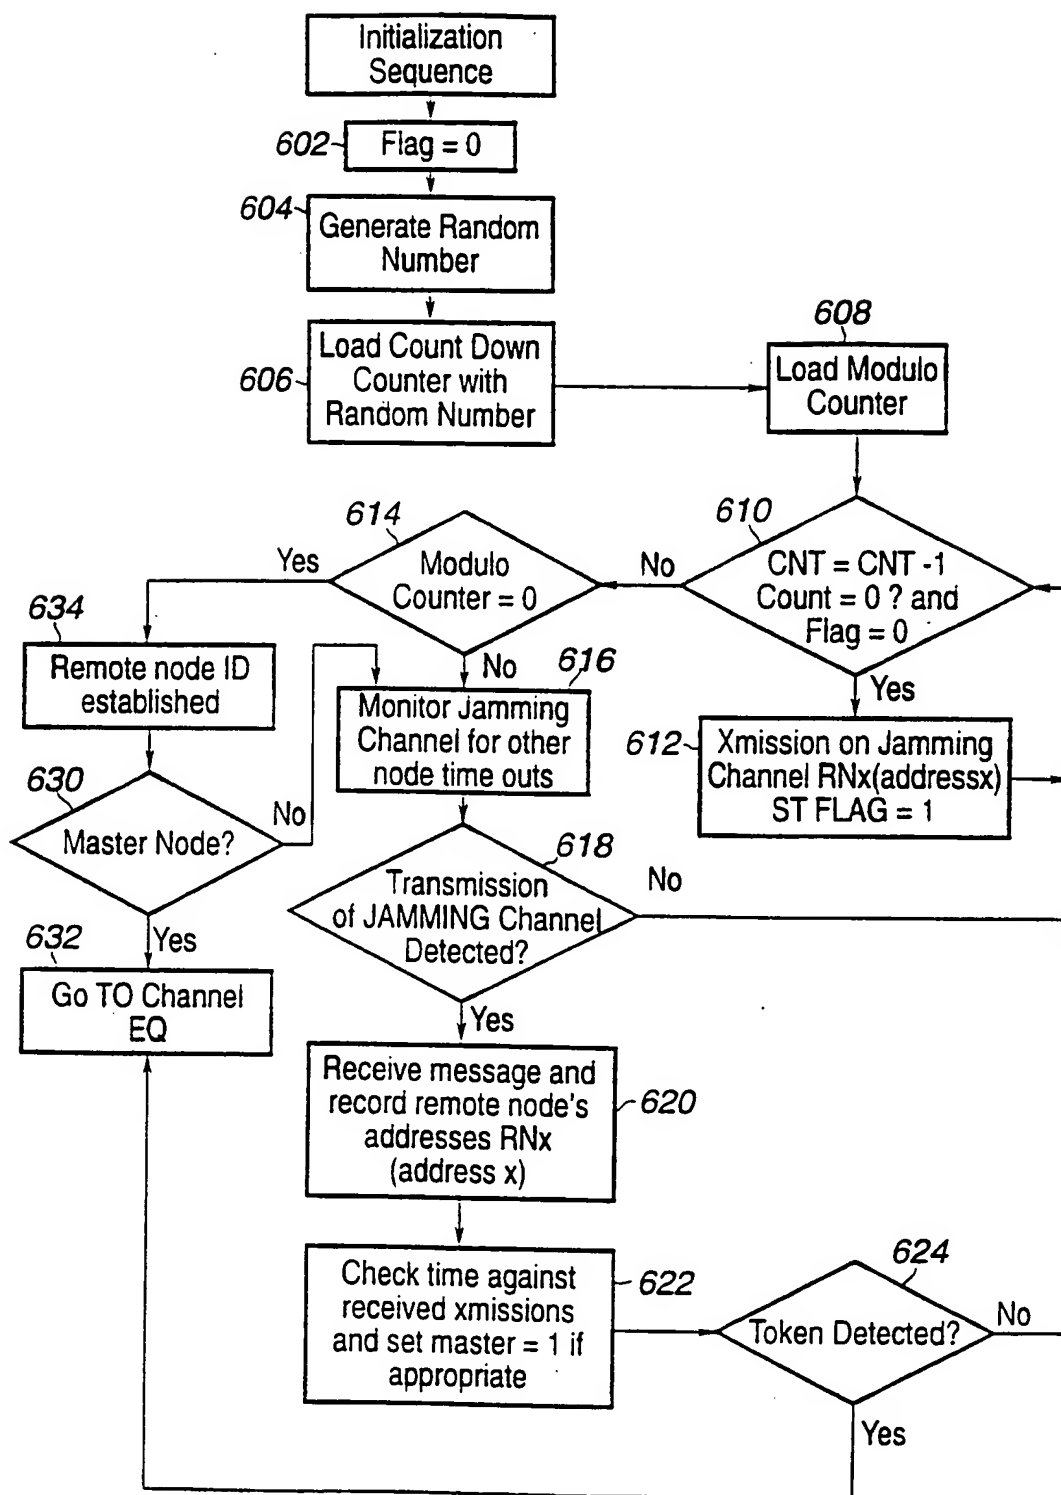 Initialization
Sequence
602
Flag = 0
604
Generate Random
Number
606
Load Count Down
Counter with
Random Number
608
Load Modulo
Counter
610
CNT = CNT -1
Count = 0 ? and
Flag = 0
No
Yes
614
Modulo
Counter = 0
Yes
No
612
Xmission on Jamming
Channel RNx(addressx)
ST FLAG = 1
634
Remote node ID
established
616
Monitor Jamming
Channel for other
node time outs
630
Master Node?
No
Yes
618
Transmission
of JAMMING Channel
Detected?
No
Yes
632
Go TO Channel
EQ
Receive message and
record remote node's
addresses RNx
(address x)
620
Check time against
received xmissions
and set master = 1 if
appropriate
622
624
Token Detected?
No
Yes